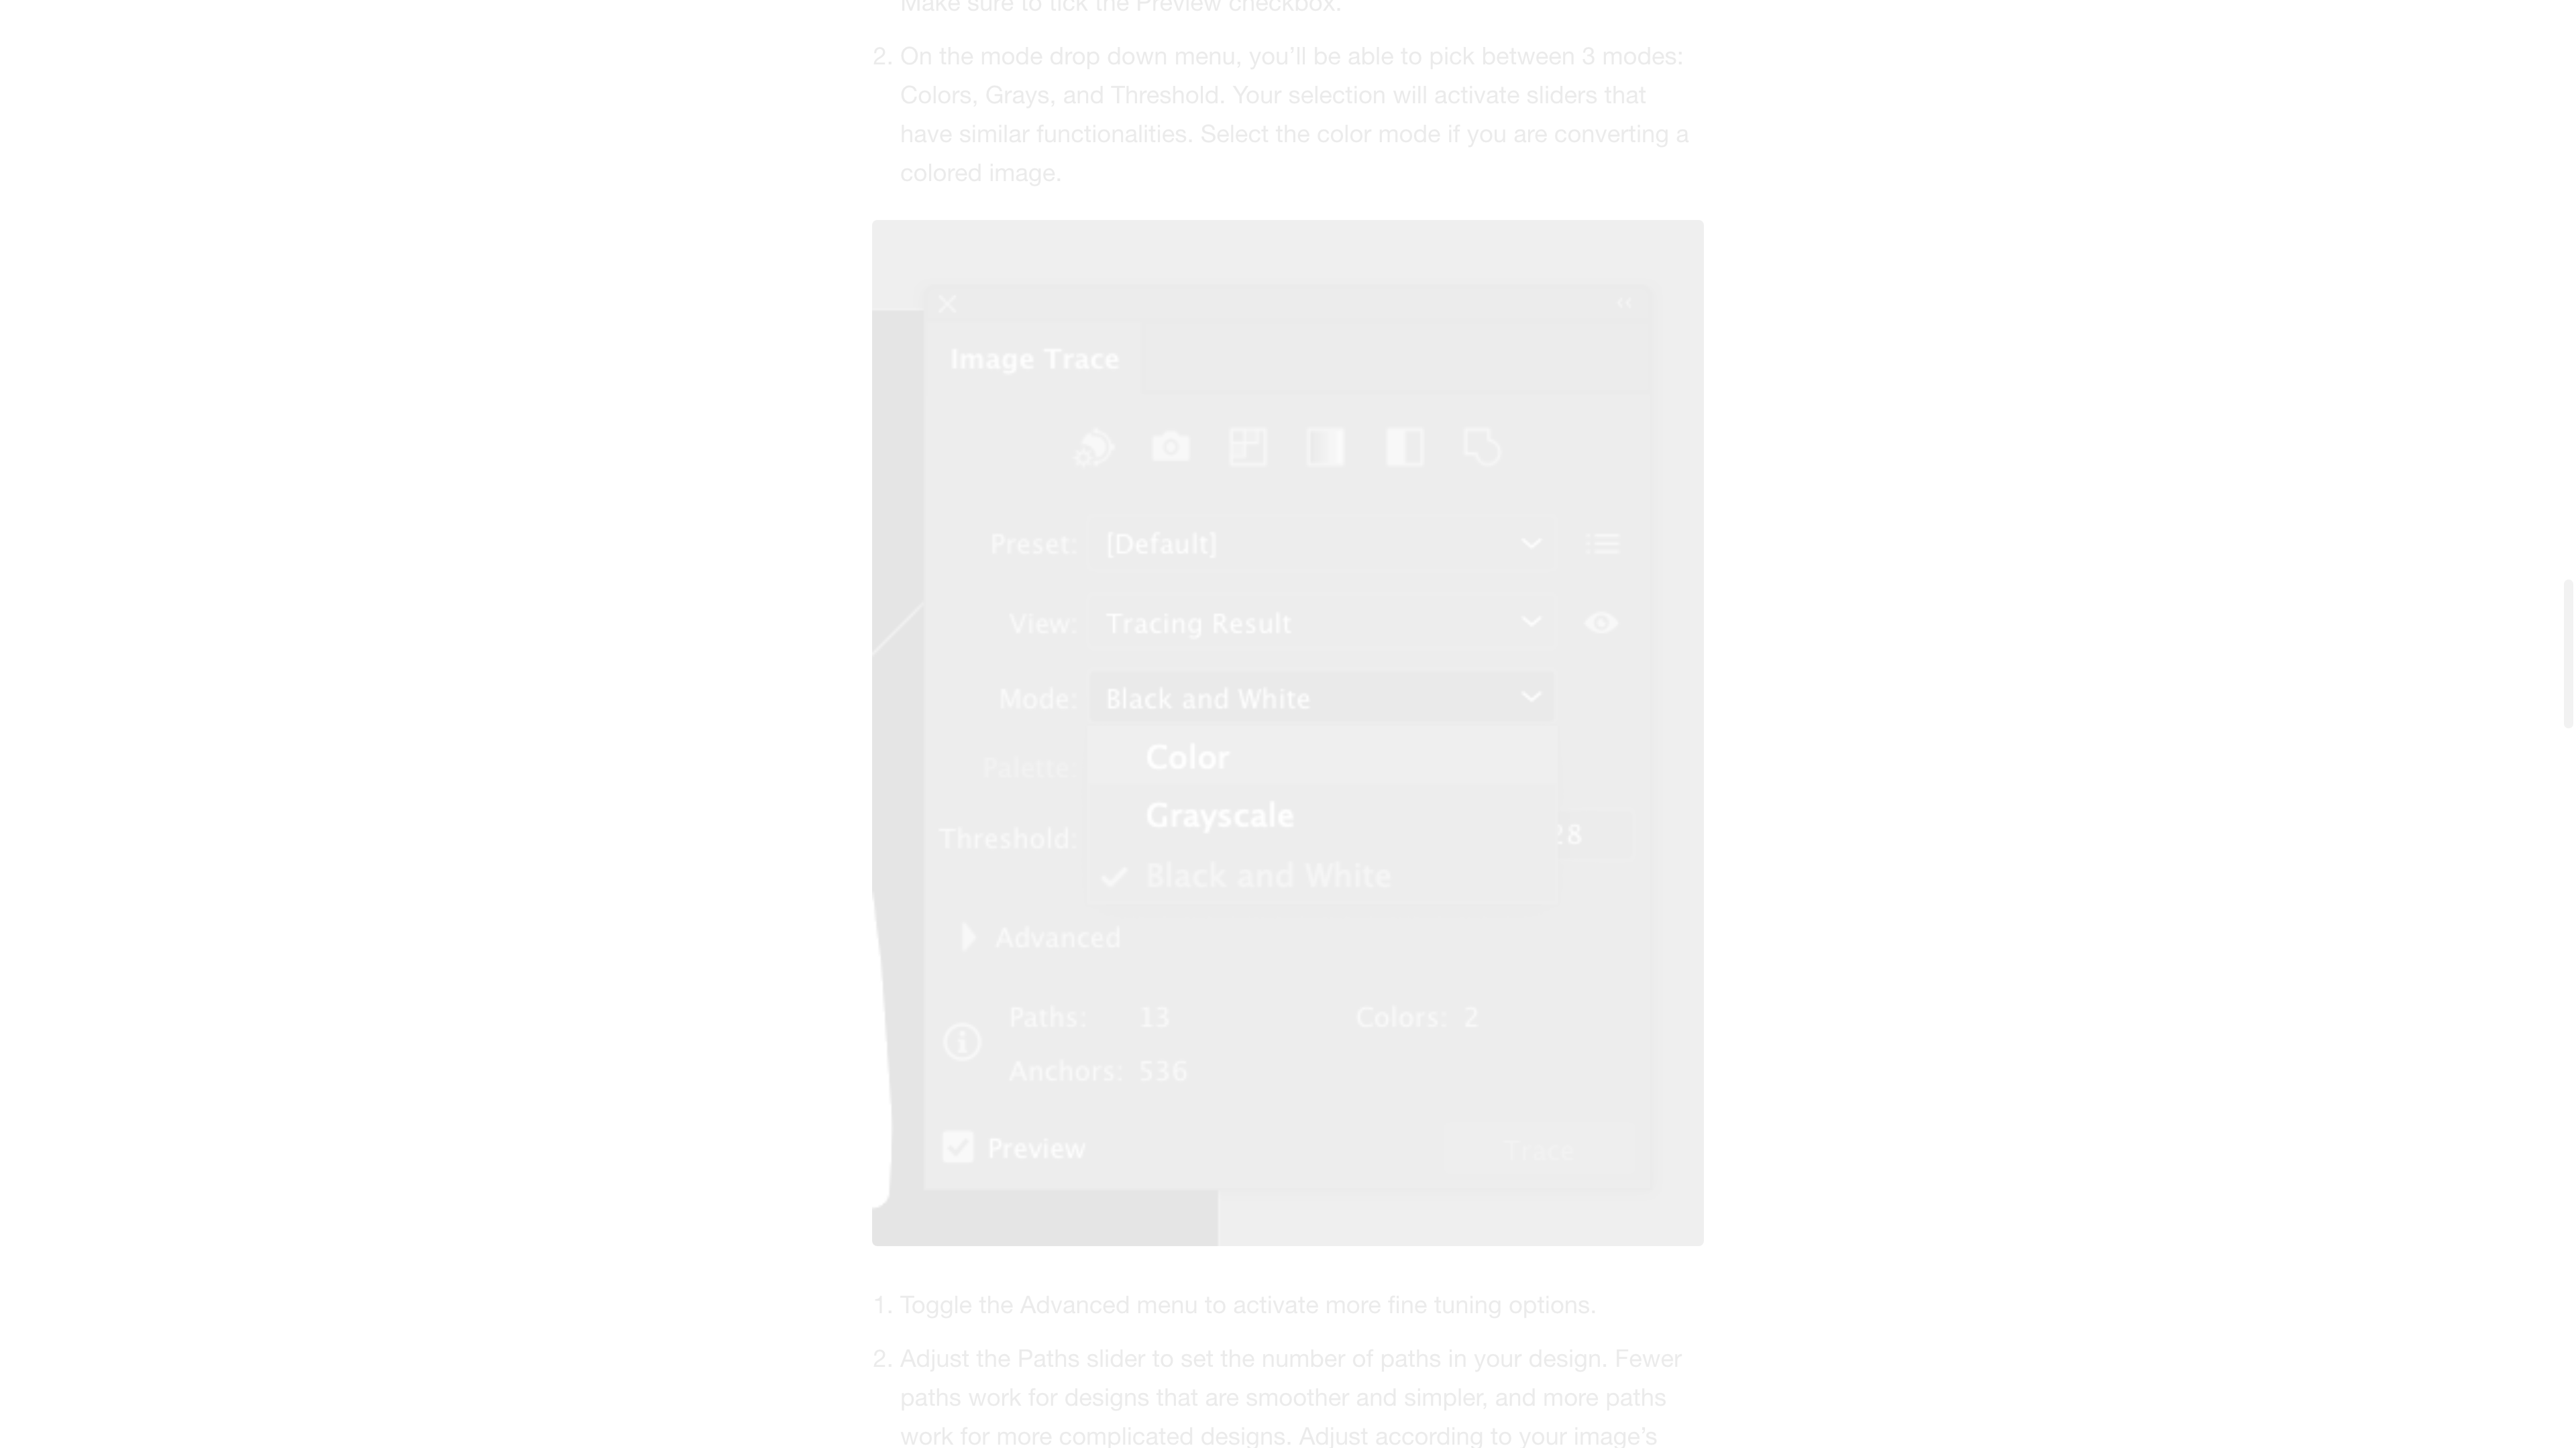 Make sure to tick the Preview checkbox.
2. On the mode drop down menu, you’ll be able to pick between 3 modes:
Colors, Grays, and Threshold. Your selection will activate sliders that
have similar functionalities. Select the color mode if you are converting a
colored image.
Image Trace
Preset: [Default]
View: Tracing Result
Mode: Black and White
Color
Palette
Grayscale
Threshold: 28
Black and White
Advanced
Paths: 13 Colors: 2
Anchors: 536
Preview Trace
1. Toggle the Advanced menu to activate more fine tuning options.
2. Adjust the Paths slider to set the number of paths in your design. Fewer
paths work for designs that are smoother and simpler, and more paths
work for more complicated designs. Adjust according to your image’s